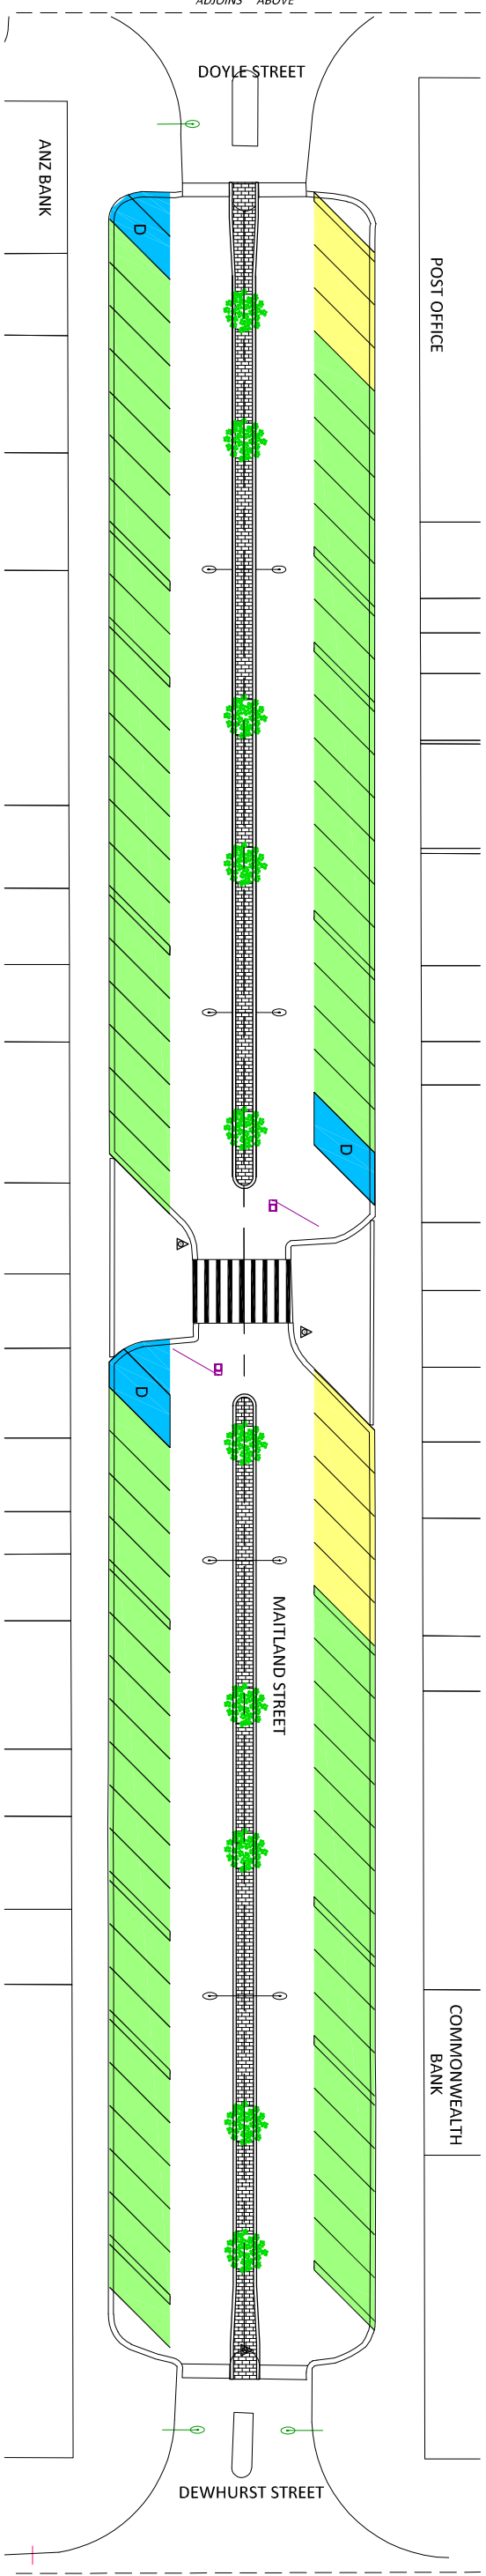 ADJOINS ABOVE
DOYLE STREET
ANZ BANK
D
POST OFFICE
D
D
MAITLAND STREET
COMMONWEALTH
BANK
DEWHURST STREET